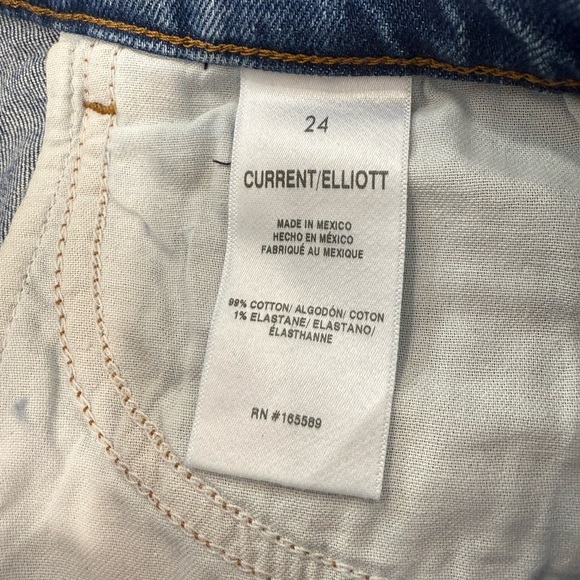 24
CURRENT/ELLIOTT
MADE IN MEXICO
HECHO EN MÉXICO
FABRIQUÉ AU MEXIQUE
99% COTTON/ ALGODÓN/ COTON
1% ELASTANE/ ELASTANO/
ÉLASTHANNE
RN #165589